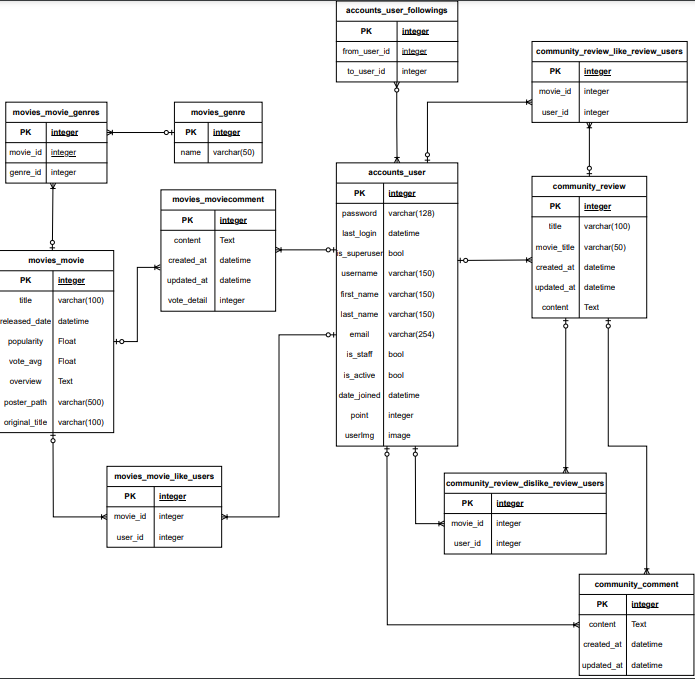 accounts_user_followings
PK integer
from_user_id integer
to_user_id integer
community_review_like_review_users
PK integer
movie_id integer
user_id integer
movies_movie_genres
PK integer
movie_id integer
genre_id integer
movies_genre
PK integer
name varchar(50)
accounts_user
PK integer
password varchar(128)
last_login datetime
is_superuser bool
username varchar(150)
first_name varchar(150)
last_name varchar(150)
email varchar(254)
is_staff bool
is_active bool
date_joined datetime
point integer
userImg image
community_review
PK integer
title varchar(100)
movie_title varchar(50)
created_at datetime
updated_at datetime
content Text
movies_moviecomment
PK integer
content Text
created_at datetime
updated_at datetime
vote_detail integer
movies_movie
PK integer
title varchar(100)
released_date datetime
popularity Float
vote_avg Float
overview Text
poster_path varchar(500)
original_title varchar(100)
movies_movie_like_users
PK integer
movie_id integer
user_id integer
community_review_dislike_review_users
PK integer
movie_id integer
user_id integer
community_comment
PK integer
content Text
created_at datetime
updated_at datetime